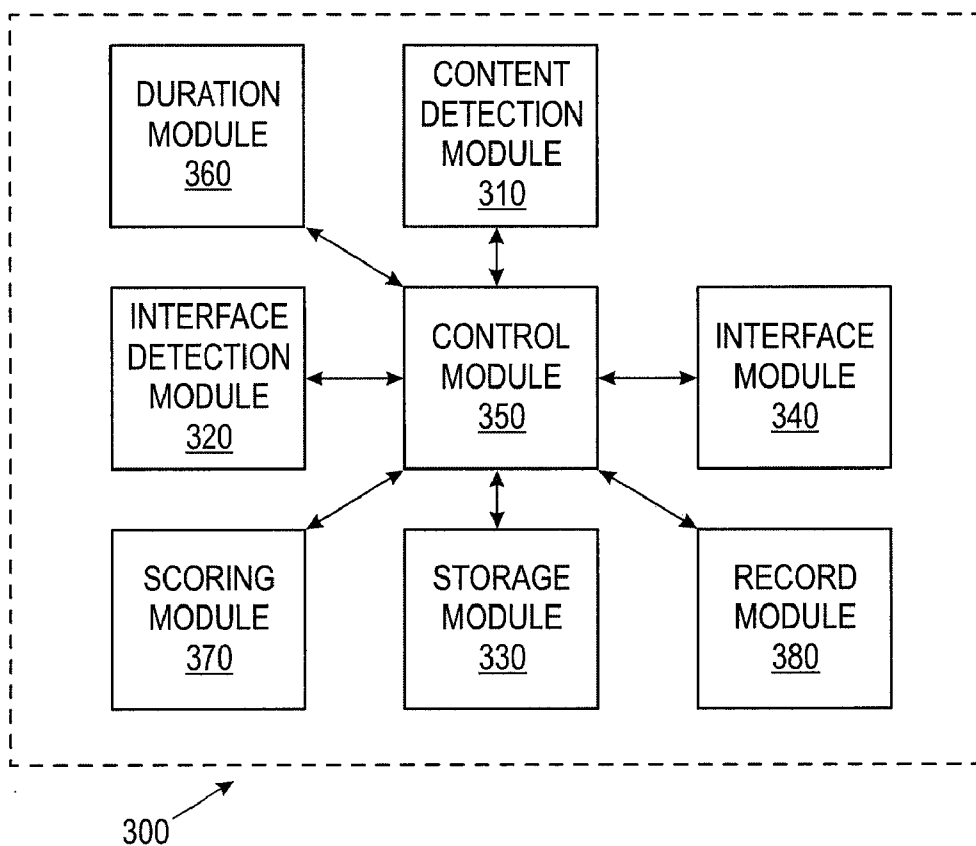 DURATION
MODULE
360
CONTENT
DETECTION
MODULE
310
INTERFACE
DETECTION
MODULE
320
CONTROL
MODULE
350
INTERFACE
MODULE
340
SCORING
MODULE
370
STORAGE
MODULE
330
RECORD
MODULE
380
300